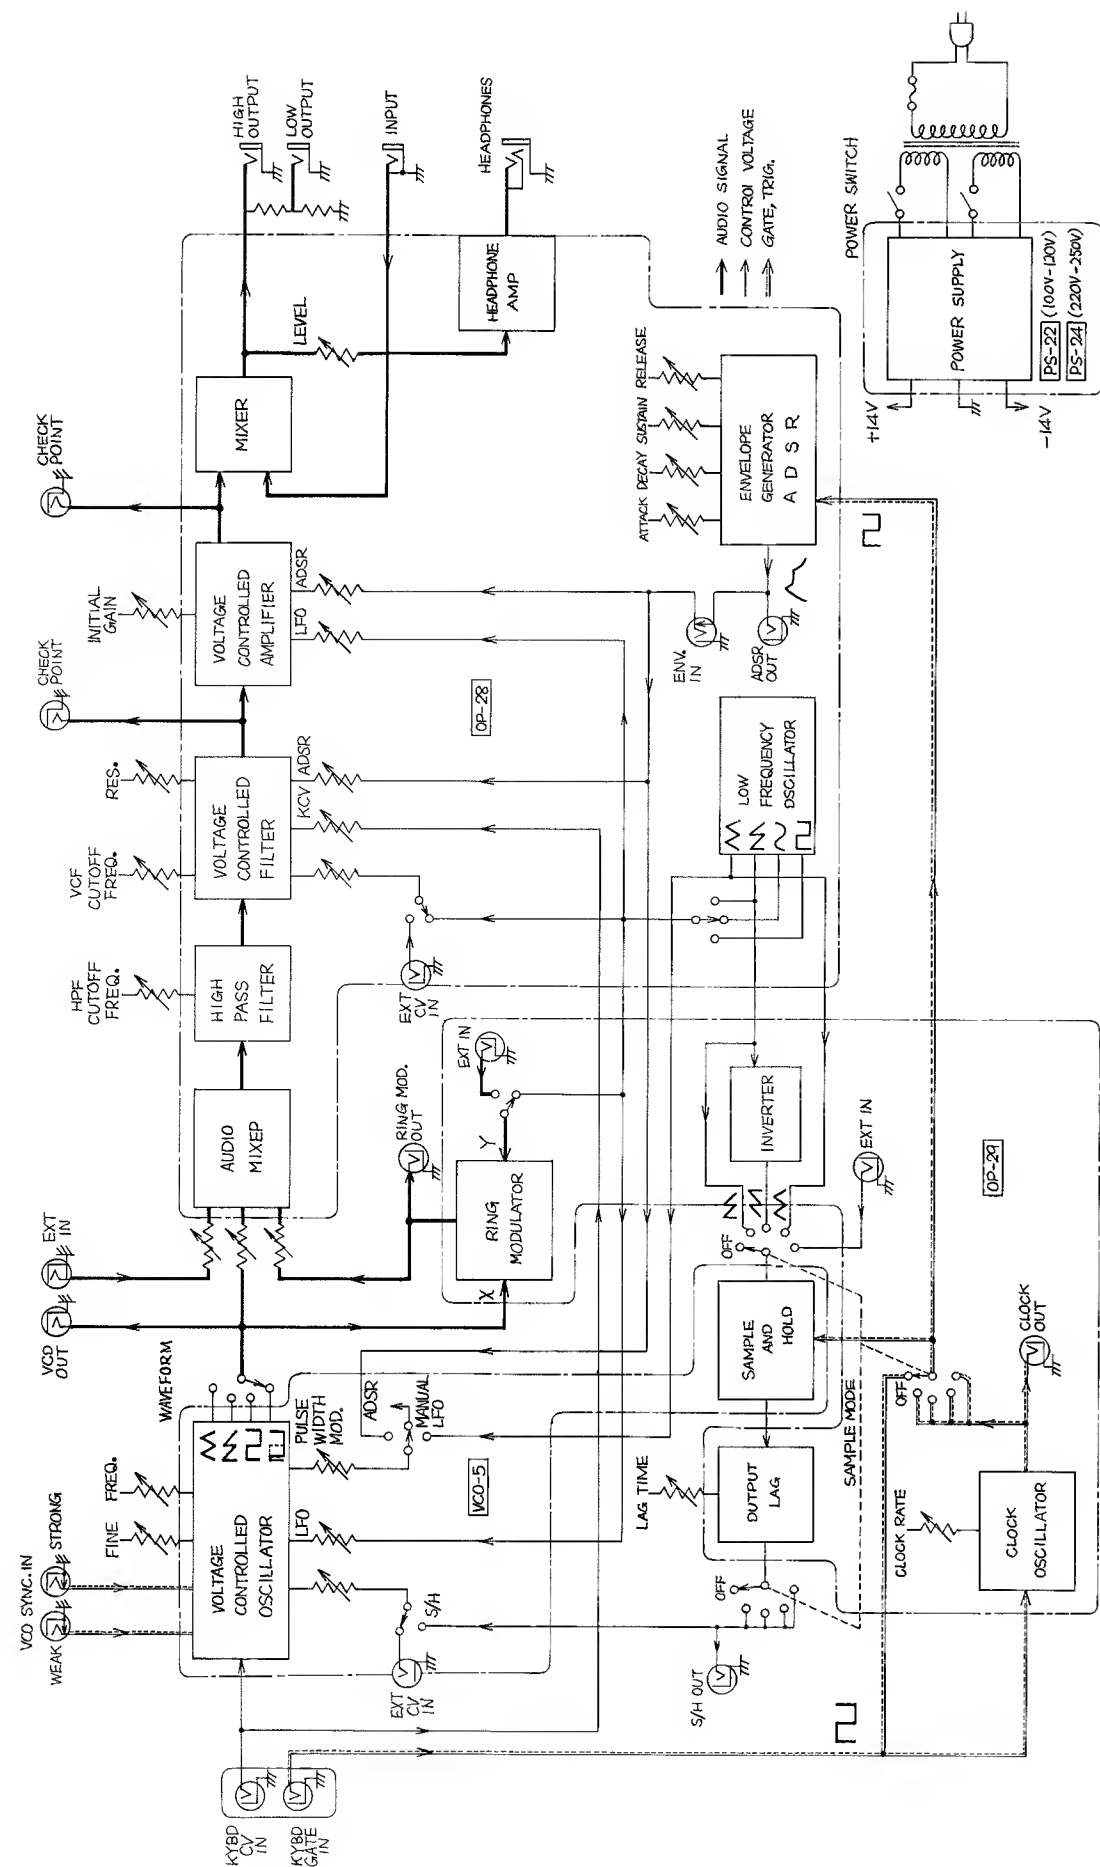 KYBD
CV
IN
KYBD
GATE
IN
VCO SYNC.IN
WEAK
STRONG
FINE
FREQ.
VOLTAGE
CONTROLLED
OSCILLATOR
WAVEFORM
LFO
PULSE
WIDTH
MOD.
ADSR
MANUAL
LFO
EXT
CV
IN
S/H
VCO-5
VCO
OUT
EXT
IN
AUDIO
MIXEP
HPF
CUTOFF
FREQ.
HIGH
PASS
FILTER
VCF
CUTOFF
FREQ.
RES.
VOLTAGE
CONTROLLED
FILTER
KCV
ADSR
EXT
CV
IN
CHECK
POINT
INITIAL
GAIN
VOLTAGE
CONTROLLED
AMPLIFIER
LFO
ADSR
OP-28
CHECK
POINT
MIXER
LEVEL
HIGH
OUTPUT
LOW
OUTPUT
INPUT
HEADPHONE
AMP
HEADPHONES
RING MOD.
OUT
EXT IN
X
Y
RING
MODULATOR
ENV.
IN
ADSR
OUT
ATTACK
DECAY
SUSTAIN
RELEASE
ENVELOPE
GENERATOR
A D S R
AUDIO SIGNAL
CONTROL VOLTAGE
GATE, TRIG.
LOW
FREQUENCY
OSCILLATOR
INVERTER
EXT IN
OP-29
OFF
SAMPLE
AND
HOLD
SAMPLE MODE
LAG TIME
OUTPUT
LAG
OFF
S/H OUT
CLOCK RATE
CLOCK
OSCILLATOR
OFF
CLOCK
OUT
POWER SWITCH
POWER SUPPLY
PS-22 (100V-120V)
PS-24 (220V-250V)
+14V
-14V